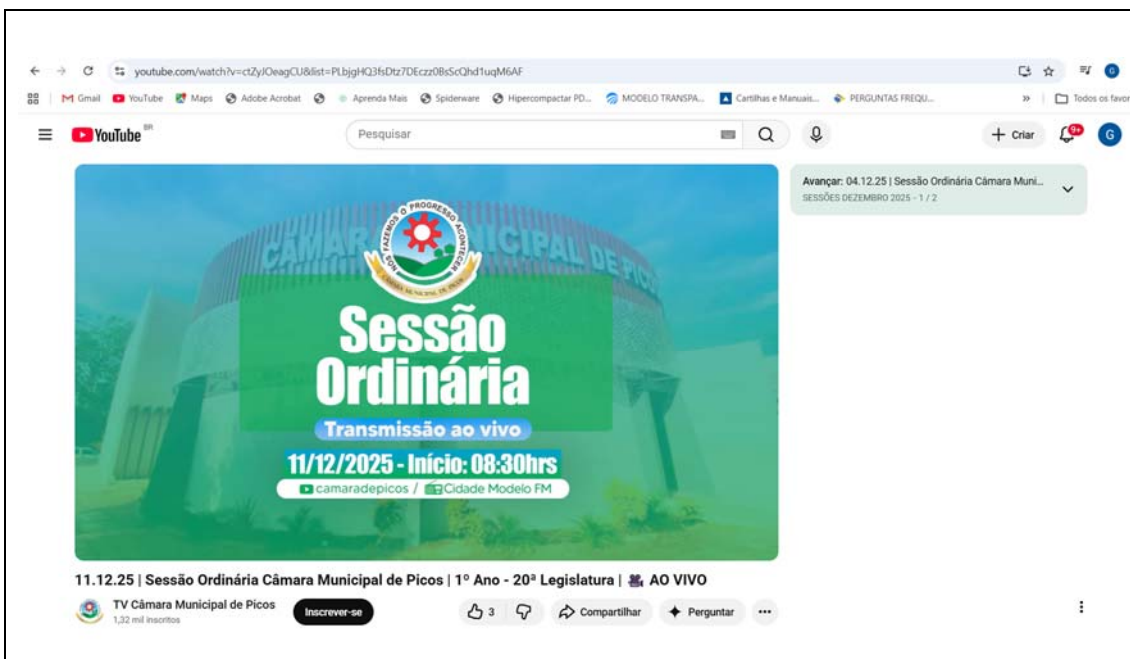 youtube.com/watch?v=ctZyJOeagCU&list=PLbjgHQ3fsDtz7DEczz0BsScQhd1uqM6AF
G
Gmail YouTube Maps Adobe Acrobat Aprenda Mais Spiderware Hipercompactar PD... MODELO TRANSPA... Cartilhas e Manuais... PERGUNTAS FREQU... » Todos os favor
YouTube BR
Pesquisar
+ Criar
9+
G
NÓS FAZEMOS O PROGRESSO ACONTECER
CÂMARA MUNICIPAL DE PICOS
CÂMARA MUNICIPAL DE PICOS
Sessão
Ordinária
Transmissão ao vivo
11/12/2025 - Início: 08:30hrs
camaradepicos / Cidade Modelo FM
Avançar: 04.12.25 | Sessão Ordinária Câmara Muni...
SESSÕES DEZEMBRO 2025 - 1 / 2
11.12.25 | Sessão Ordinária Câmara Municipal de Picos | 1º Ano - 20ª Legislatura | 🎥 AO VIVO
TV Câmara Municipal de Picos
1,32 mil inscritos
Inscrever-se
3
Compartilhar
Perguntar